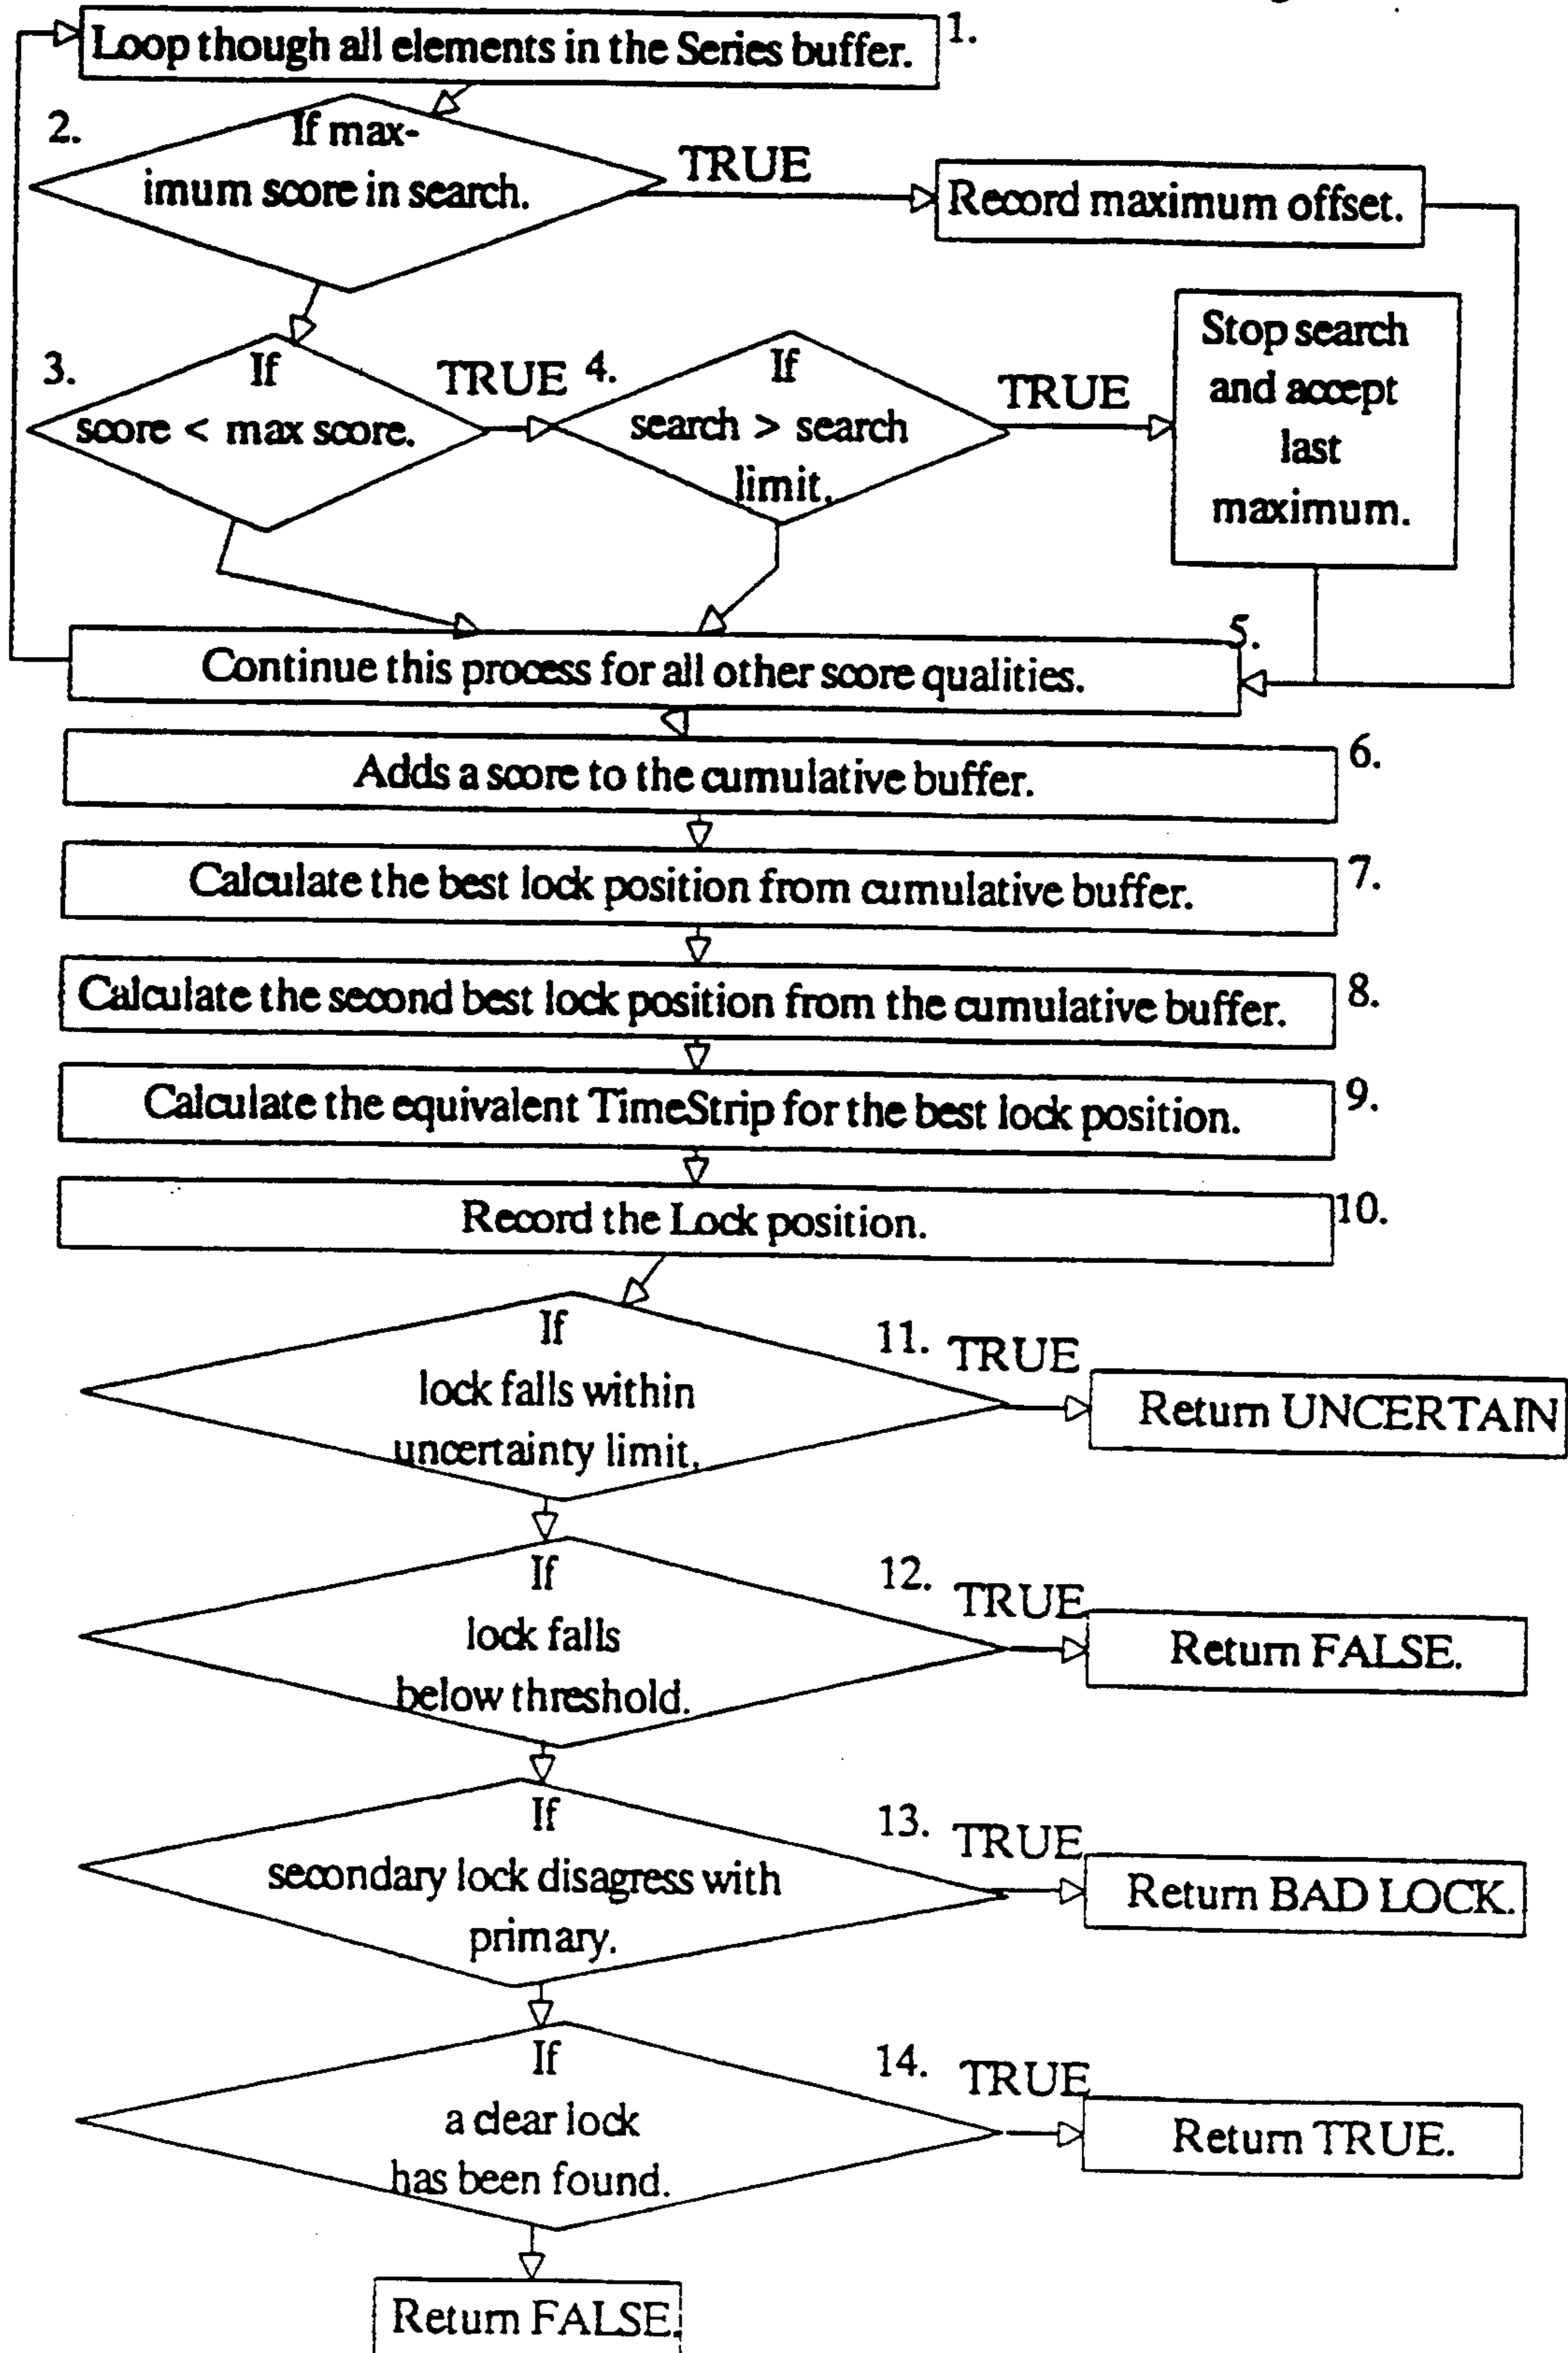 Loop though all elements in the Series buffer.
1.
2.
If max-
imum score in search.
TRUE
Record maximum offset.
3.
If
score < max score.
TRUE
4.
If
search > search
limit.
TRUE
Stop search
and accept
last
maximum.
5.
Continue this process for all other score qualities.
Adds a score to the cumulative buffer.
6.
Calculate the best lock position from cumulative buffer.
7.
Calculate the second best lock position from the cumulative buffer.
8.
Calculate the equivalent TimeStrip for the best lock position.
9.
Record the Lock position.
10.
If
lock falls within
uncertainty limit.
11.
TRUE
Return UNCERTAIN
If
lock falls
below threshold.
12.
TRUE
Return FALSE.
If
secondary lock disagress with
primary.
13.
TRUE
Return BAD LOCK.
If
a clear lock
has been found.
14.
TRUE
Return TRUE.
Return FALSE.